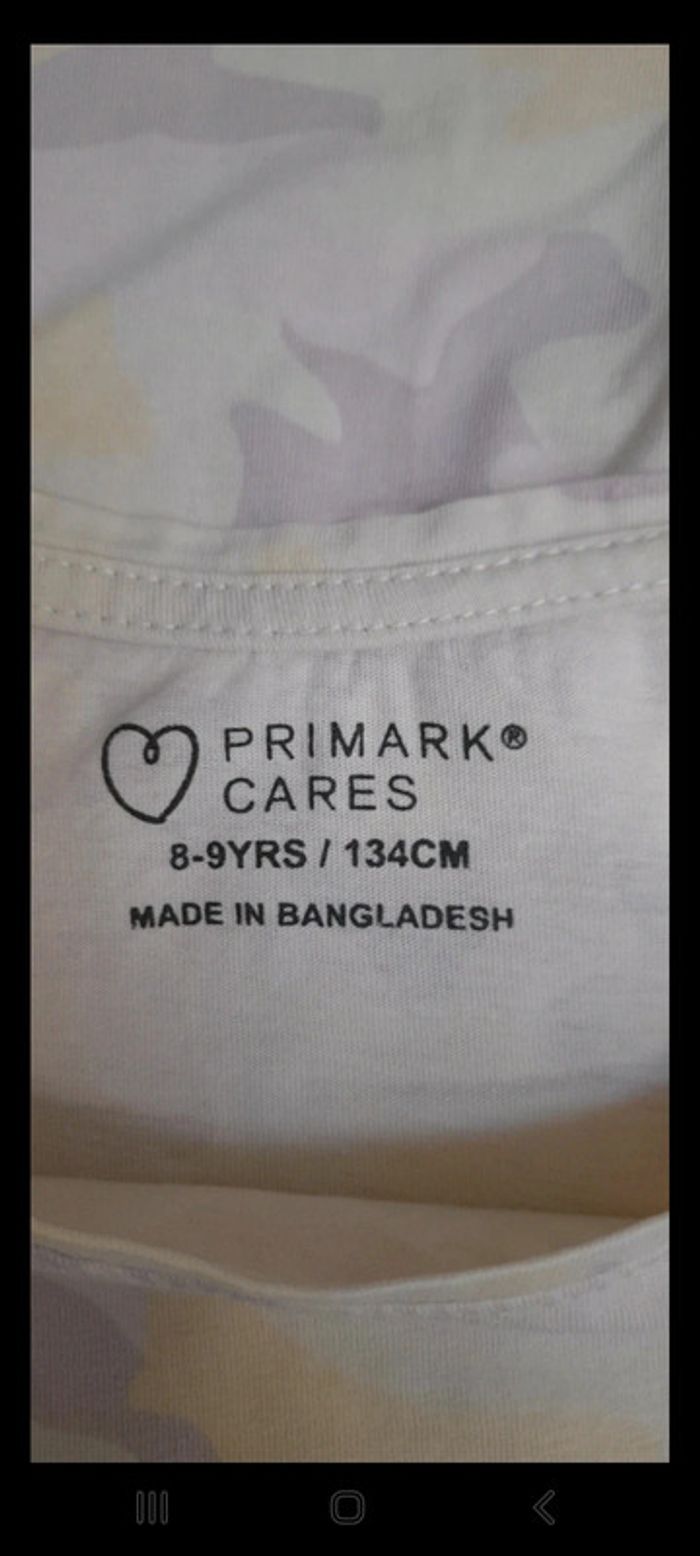 PRIMARK®
CARES
8-9YRS / 134CM
MADE IN BANGLADESH